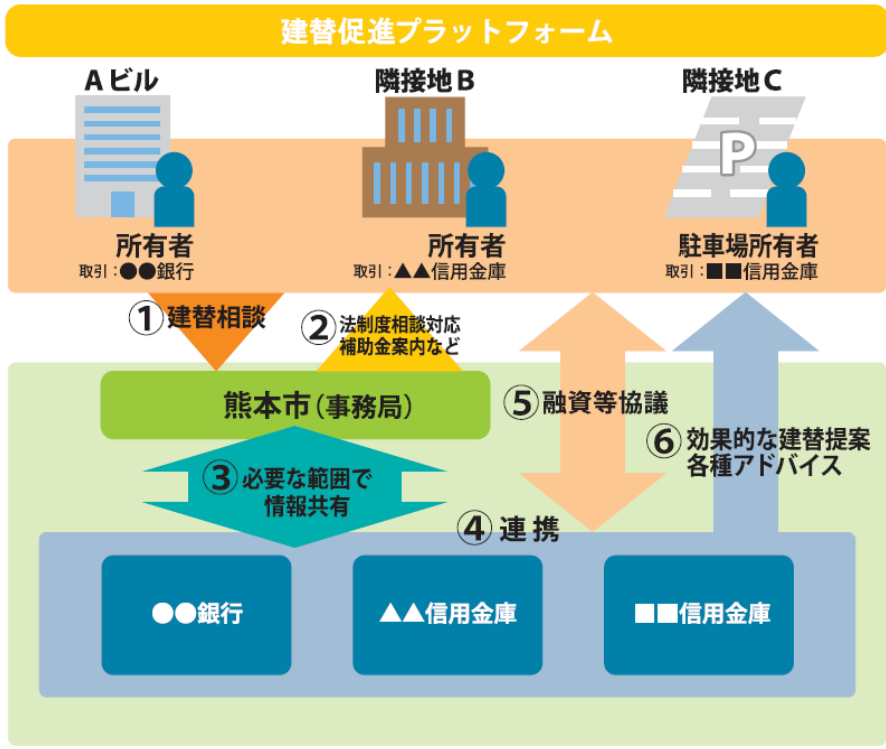 建替促進プラットフォーム
Aビル
隣接地B
隣接地C
P
所有者
取引：●●銀行
所有者
取引：▲▲信用金庫
駐車場所有者
取引：■■信用金庫
①建替相談
②法制度相談対応
補助金案内など
熊本市（事務局）
⑤融資等協議
⑥効果的な建替提案
各種アドバイス
③必要な範囲で
情報共有
④連携
●●銀行
▲▲信用金庫
■■信用金庫